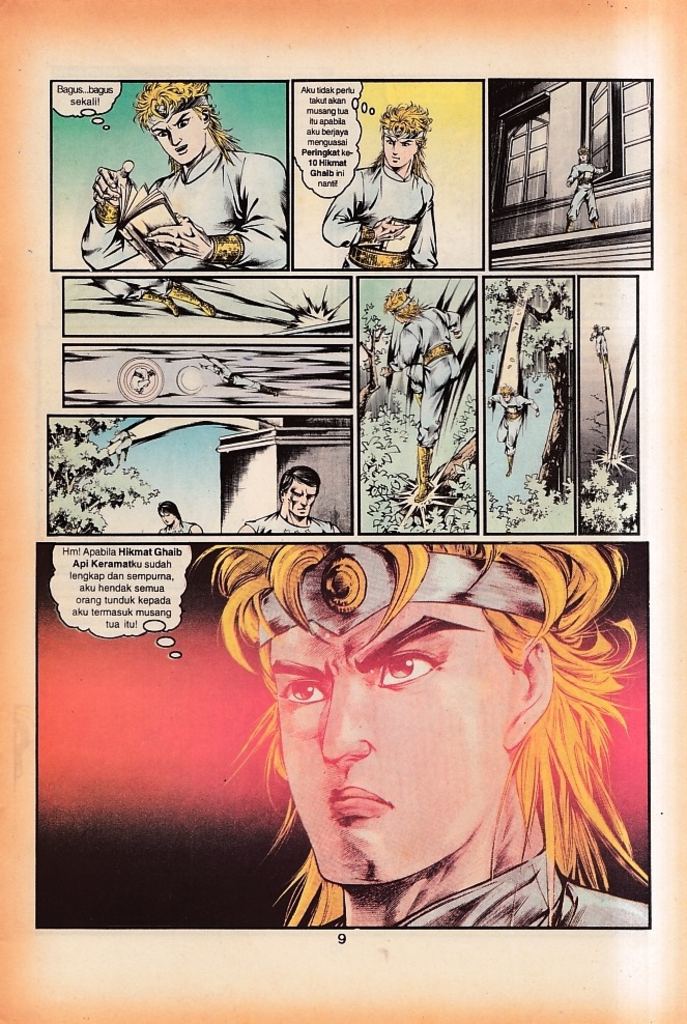 Bagus...bagus
sekali!
Aku tidak perlu
takut akan
musang tua
itu apabila
aku berjaya
menguasai
Peringkat ke-
10 Hikmat
Ghaib ini
nanti!
Hm! Apabila Hikmat Ghaib
Api Keramatku sudah
lengkap dan sempurna,
aku hendak semua
orang tunduk kepada
aku termasuk musang
tua itu!
9